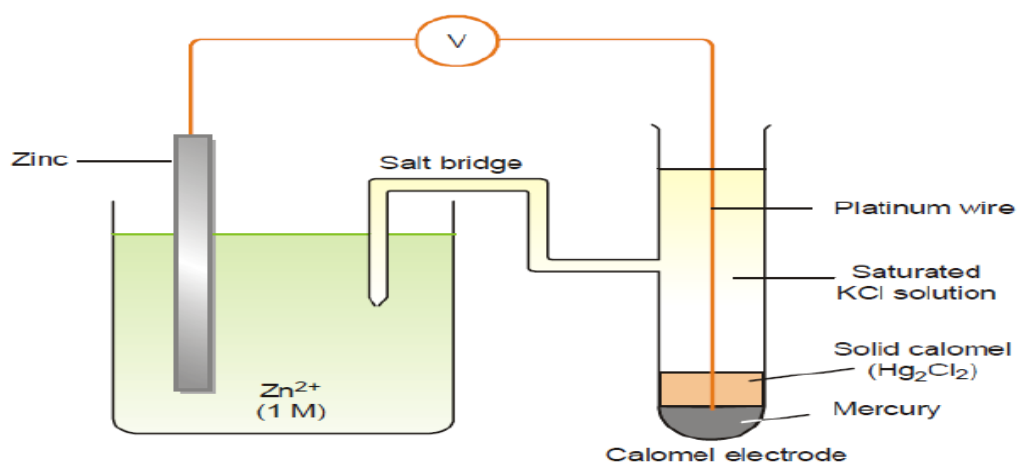 V
Zinc
Salt bridge
Platinum wire
Saturated
KCl solution
Solid calomel
(Hg₂Cl₂)
Mercury
Zn²⁺
(1 M)
Calomel electrode